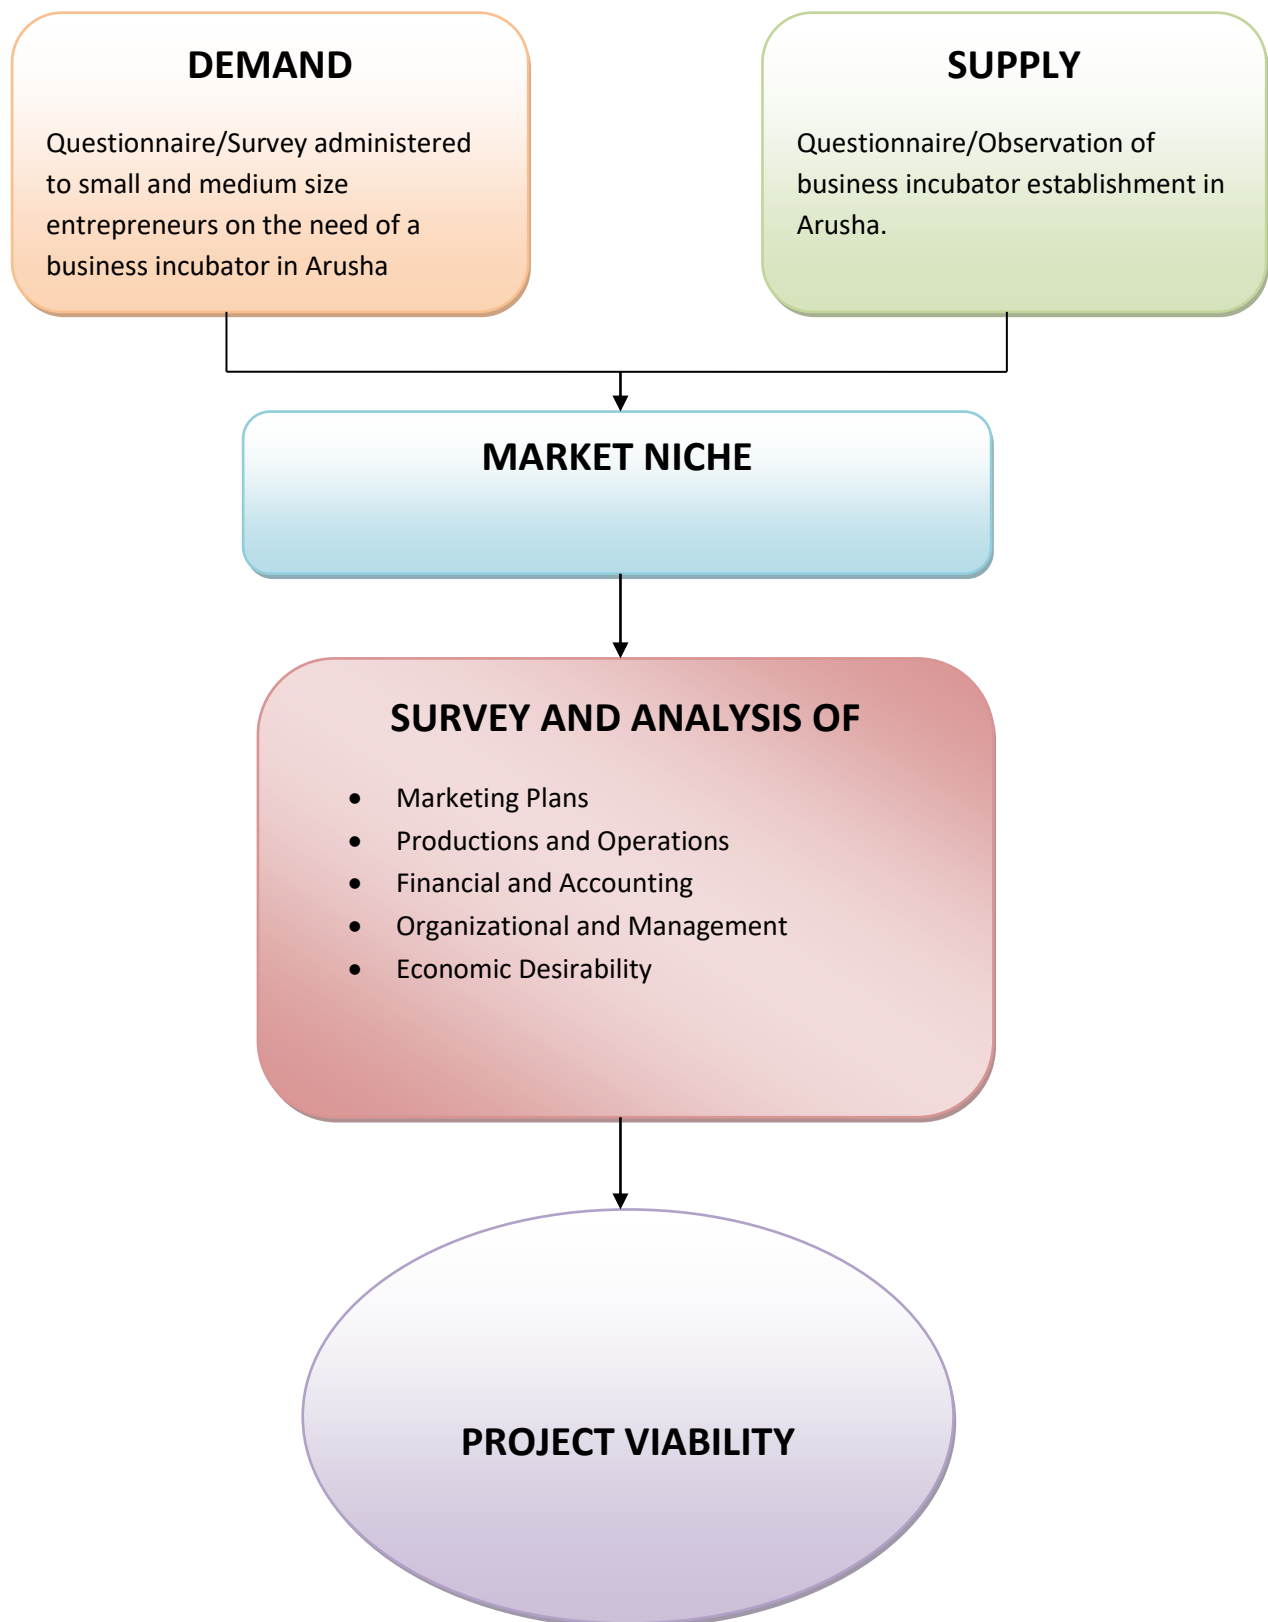 DEMAND
Questionnaire/Survey administered
to small and medium size
entrepreneurs on the need of a
business incubator in Arusha
SUPPLY
Questionnaire/Observation of
business incubator establishment in
Arusha.
MARKET NICHE
SURVEY AND ANALYSIS OF
• Marketing Plans
• Productions and Operations
• Financial and Accounting
• Organizational and Management
• Economic Desirability
PROJECT VIABILITY